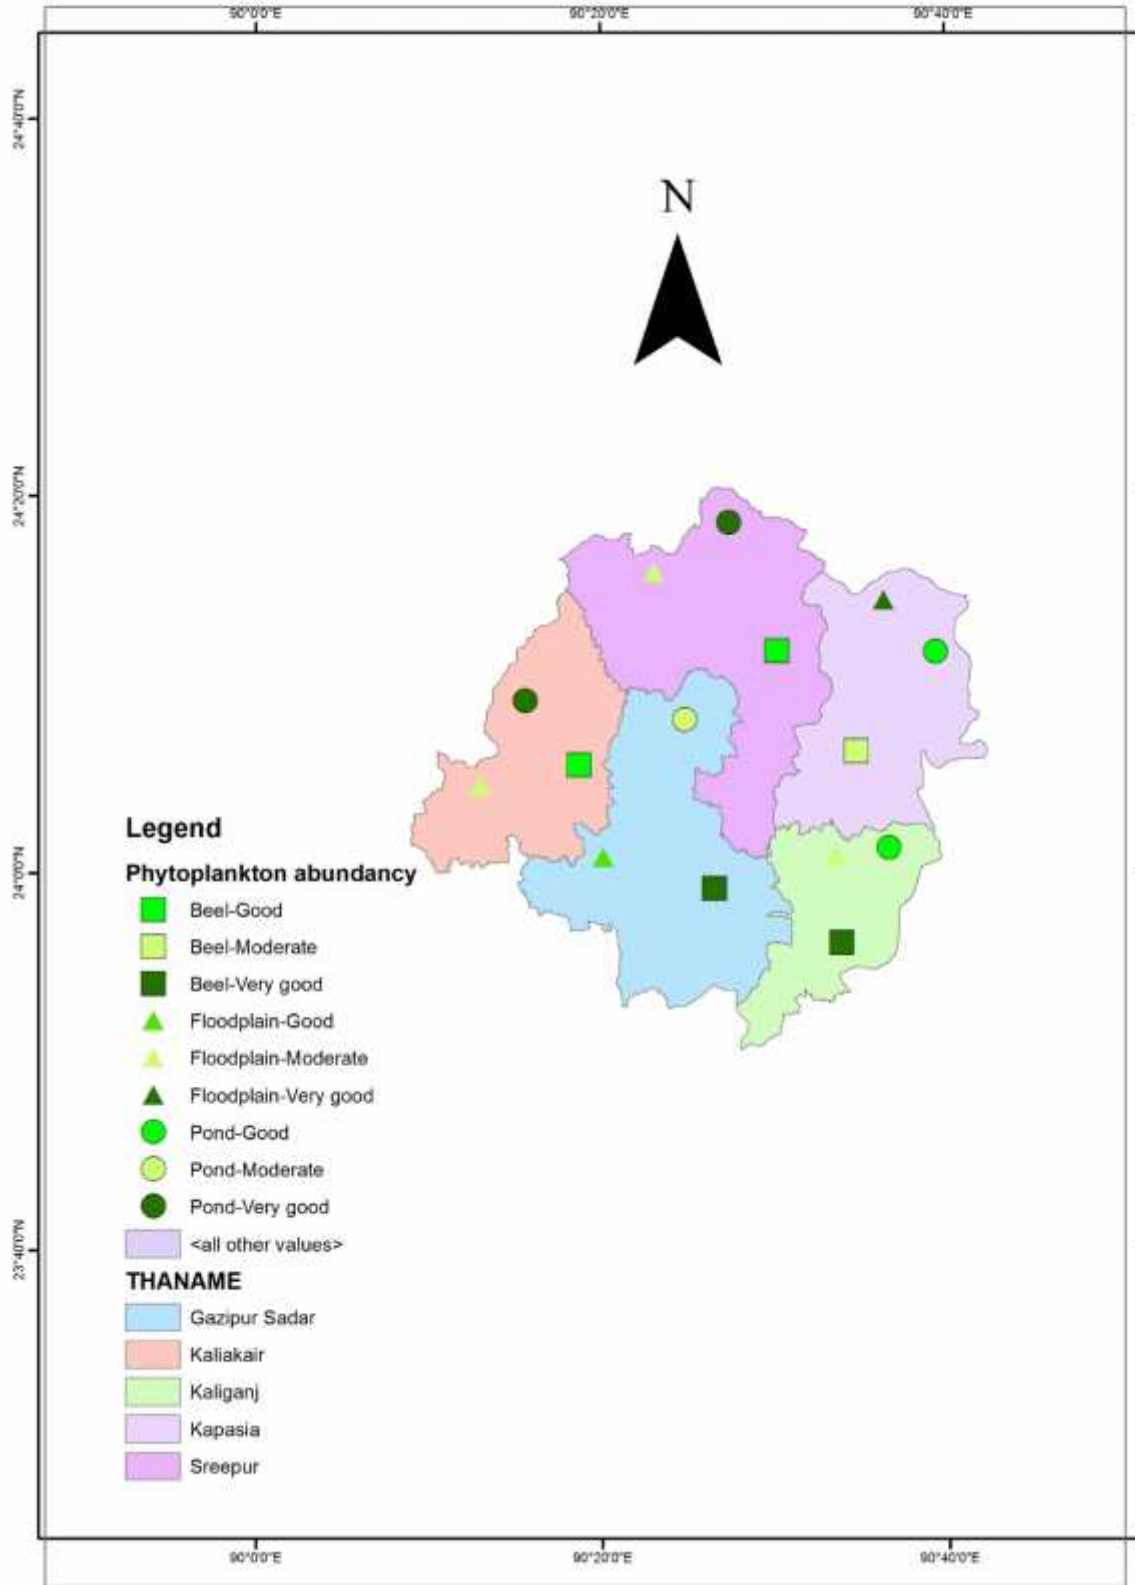 90°0'0"E 90°20'0"E 90°40'0"E
24°40'0"N
N
24°20'0"N
24°0'0"N
Legend
Phytoplankton abundancy
Beel-Good
Beel-Moderate
Beel-Very good
Floodplain-Good
Floodplain-Moderate
Floodplain-Very good
Pond-Good
Pond-Moderate
Pond-Very good
<all other values>
23°40'0"N
THANAME
Gazipur Sadar
Kaliakair
Kaliganj
Kapasia
Sreepur
90°0'0"E 90°20'0"E 90°40'0"E